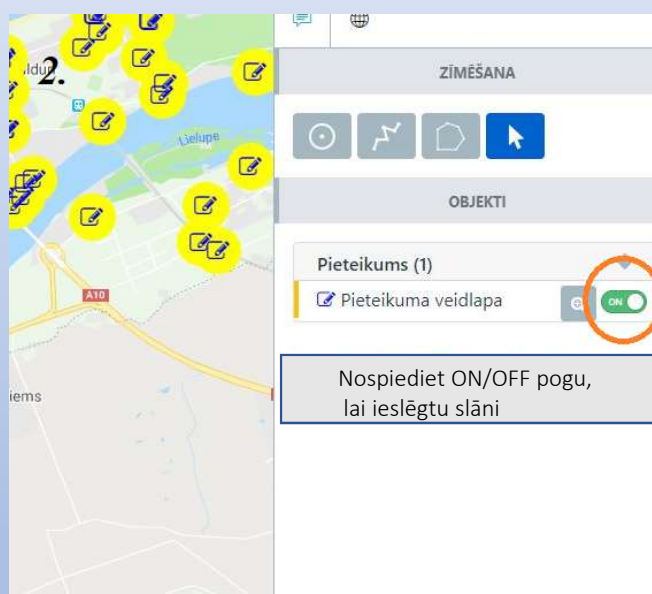 2.
Lielupe
A10
iems
ZĪMĒŠANA
OBJEKTI
Pieteikums (1)
Pieteikuma veidlapa
ON
Nospiediet ON/OFF pogu,
lai ieslēgtu slāni